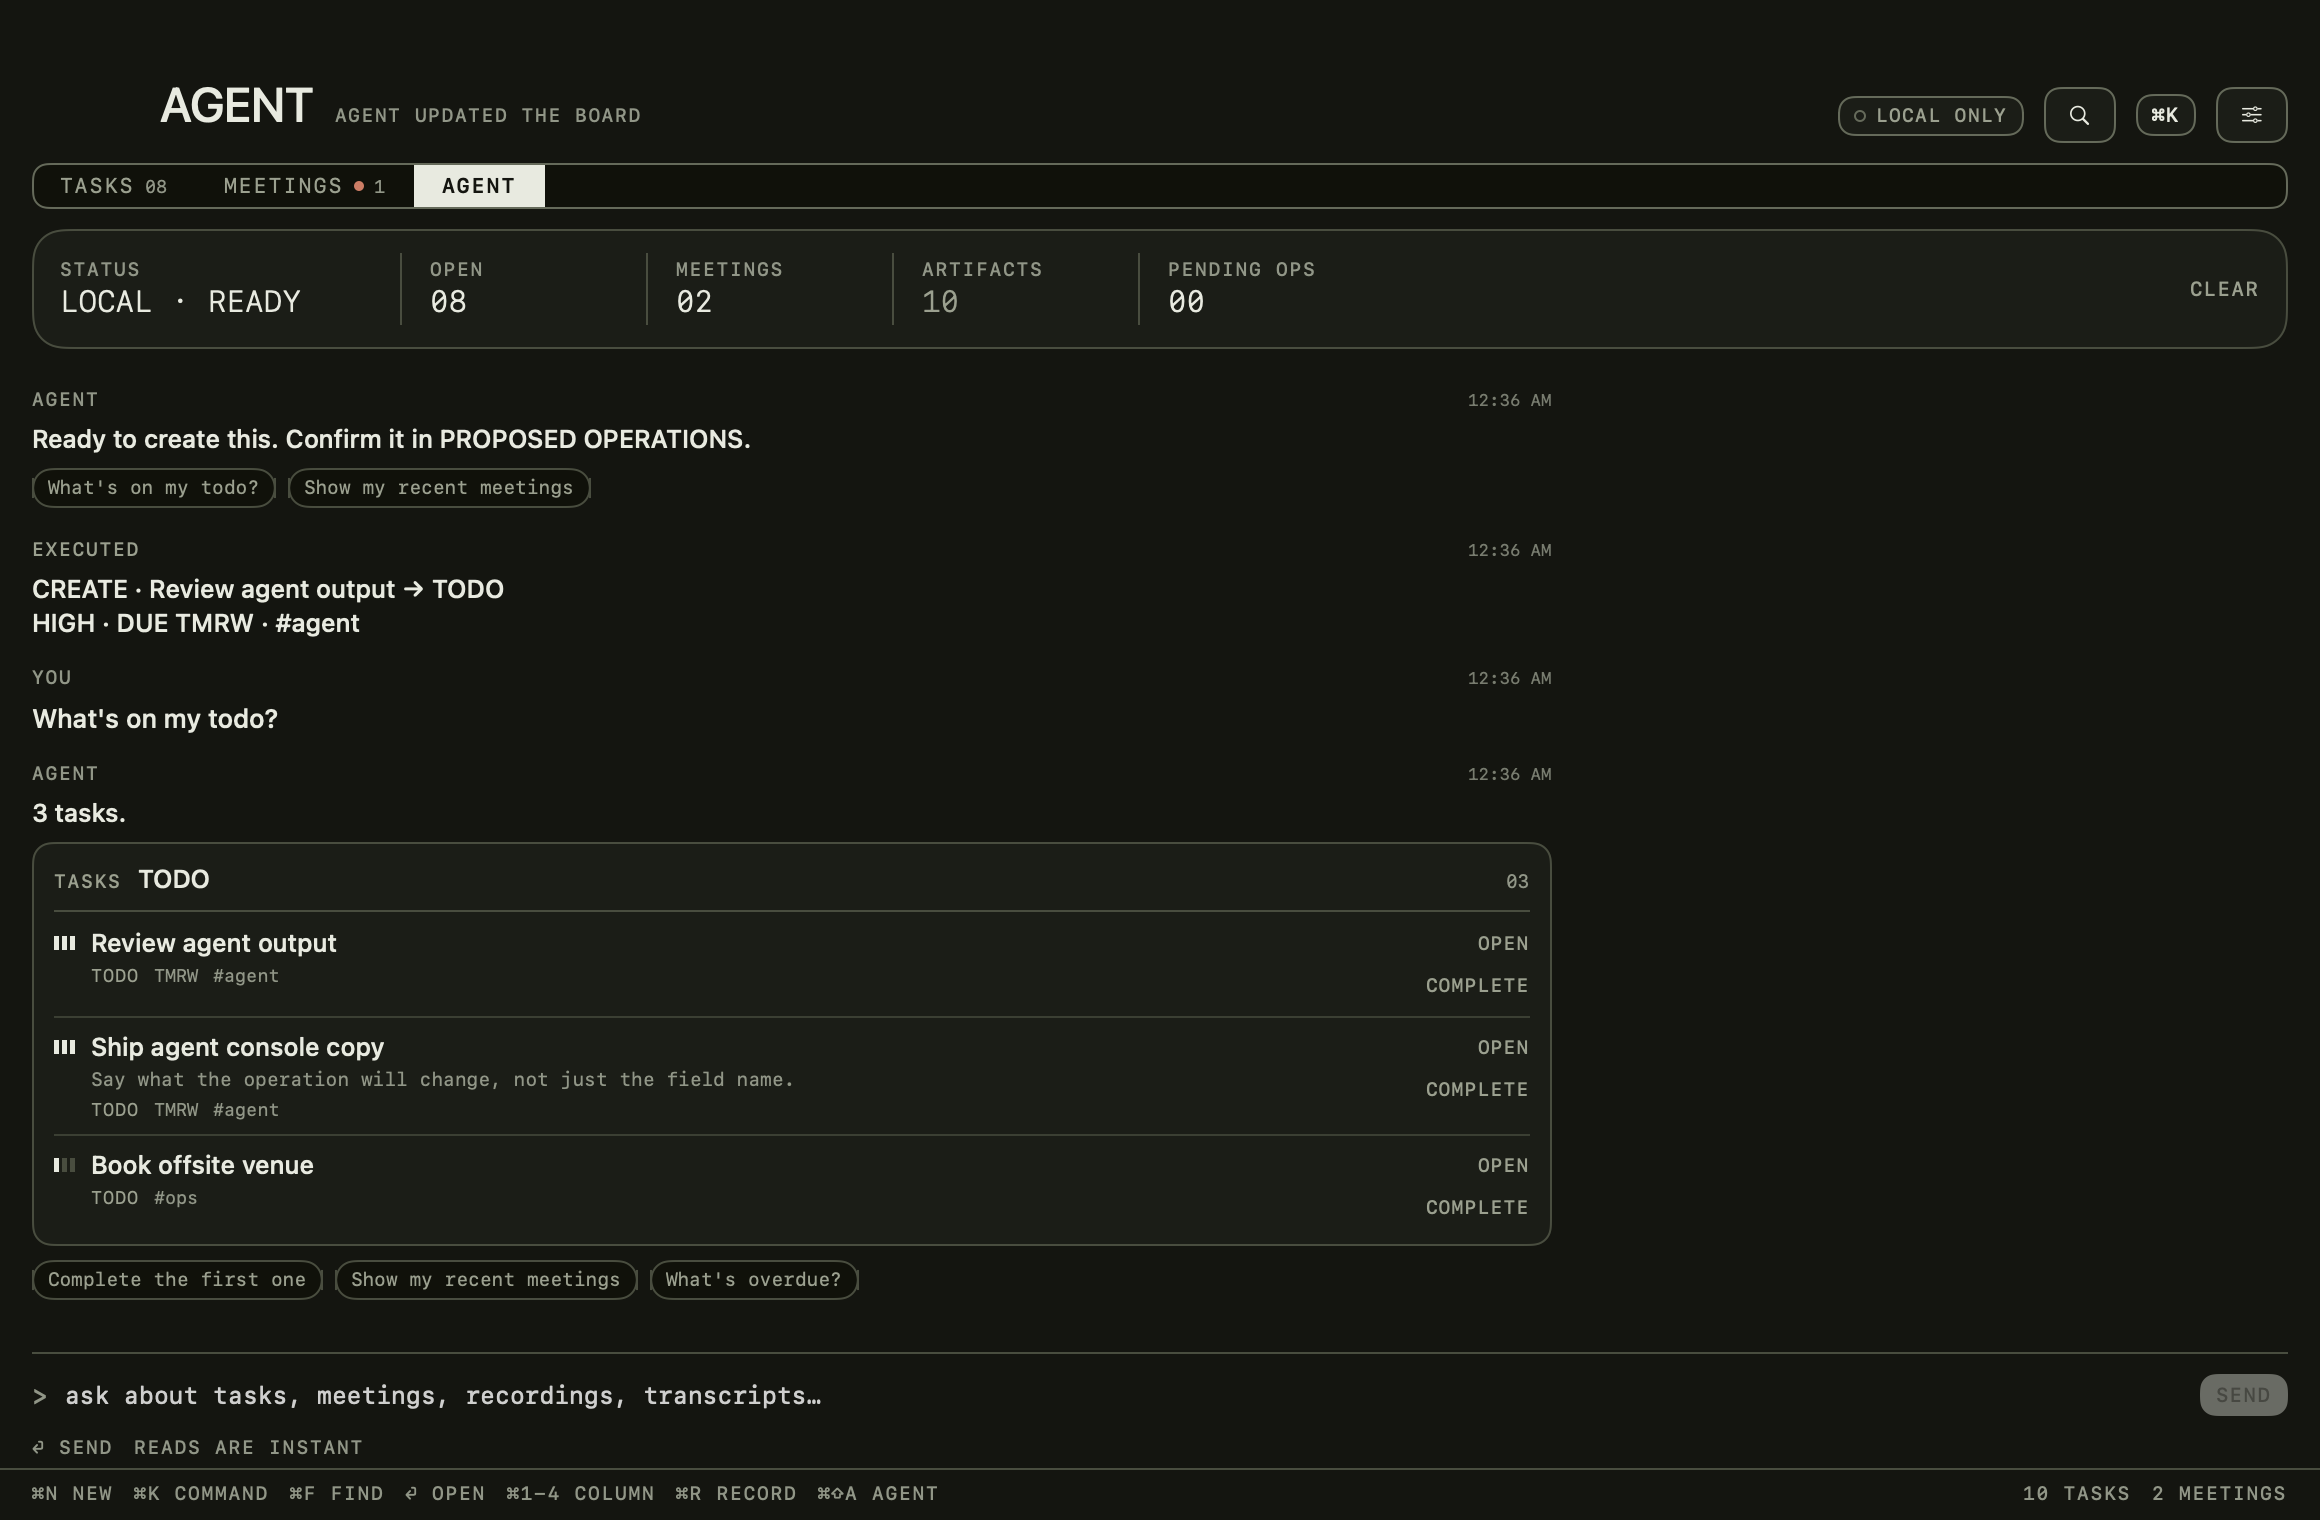 AGENT AGENT UPDATED THE BOARD LOCAL ONLY ⌘K
TASKS 08 MEETINGS 1 AGENT
STATUS OPEN MEETINGS ARTIFACTS PENDING OPS
LOCAL · READY 08 02 10 00 CLEAR
AGENT 12:36 AM
Ready to create this. Confirm it in PROPOSED OPERATIONS.
What's on my todo? Show my recent meetings
EXECUTED 12:36 AM
CREATE · Review agent output → TODO
HIGH · DUE TMRW · #agent
YOU 12:36 AM
What's on my todo?
AGENT 12:36 AM
3 tasks.
TASKS TODO 03
Review agent output OPEN
TODO TMRW #agent COMPLETE
Ship agent console copy OPEN
Say what the operation will change, not just the field name. COMPLETE
TODO TMRW #agent
Book offsite venue OPEN
TODO #ops COMPLETE
Complete the first one Show my recent meetings What's overdue?
> ask about tasks, meetings, recordings, transcripts… SEND
⏎ SEND READS ARE INSTANT
⌘N NEW ⌘K COMMAND ⌘F FIND ⏎ OPEN ⌘1–4 COLUMN ⌘R RECORD ⌘⇧A AGENT 10 TASKS 2 MEETINGS